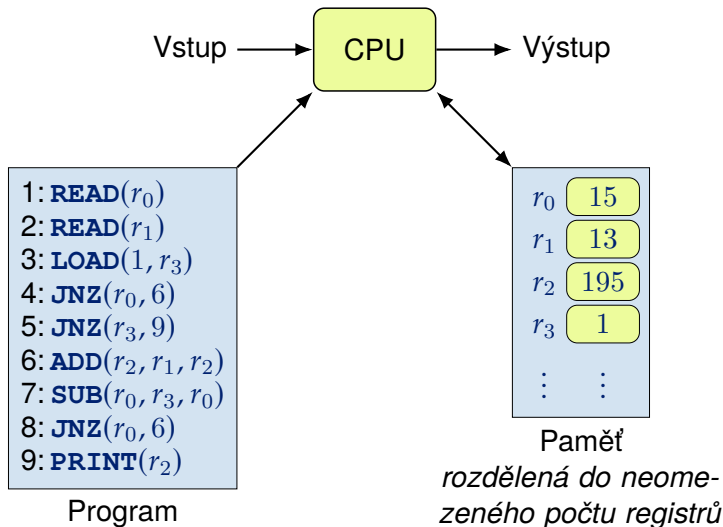 Vstup CPU Výstup
1: READ(r₀)
2: READ(r₁)
3: LOAD(1, r₃)
4: JNZ(r₀, 6)
5: JNZ(r₃, 9)
6: ADD(r₂, r₁, r₂)
7: SUB(r₀, r₃, r₀)
8: JNZ(r₀, 6)
9: PRINT(r₂)
Program
r₀ 15
r₁ 13
r₂ 195
r₃ 1
⋮ ⋮
Paměť
rozdělená do neome-
zeného počtu registrů